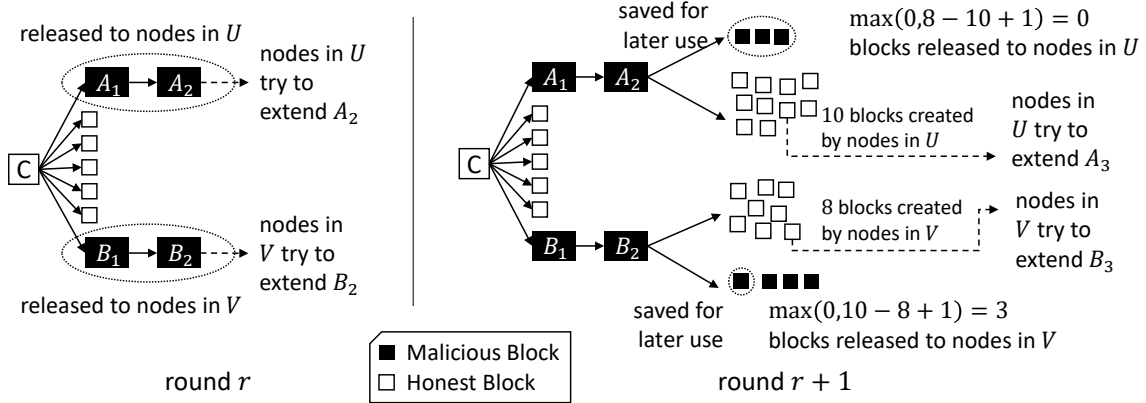 released to nodes in U
nodes in U
try to
extend A₂
A₁
A₂
C
B₁
B₂
nodes in
V try to
extend B₂
released to nodes in V
round r
saved for
later use
max(0,8 − 10 + 1) = 0
blocks released to nodes in U
A₁
A₂
10 blocks created
by nodes in U
nodes in
U try to
extend A₃
C
8 blocks created
by nodes in V
nodes in
V try to
extend B₃
B₁
B₂
saved for
later use
max(0,10 − 8 + 1) = 3
blocks released to nodes in V
Malicious Block
Honest Block
round r + 1